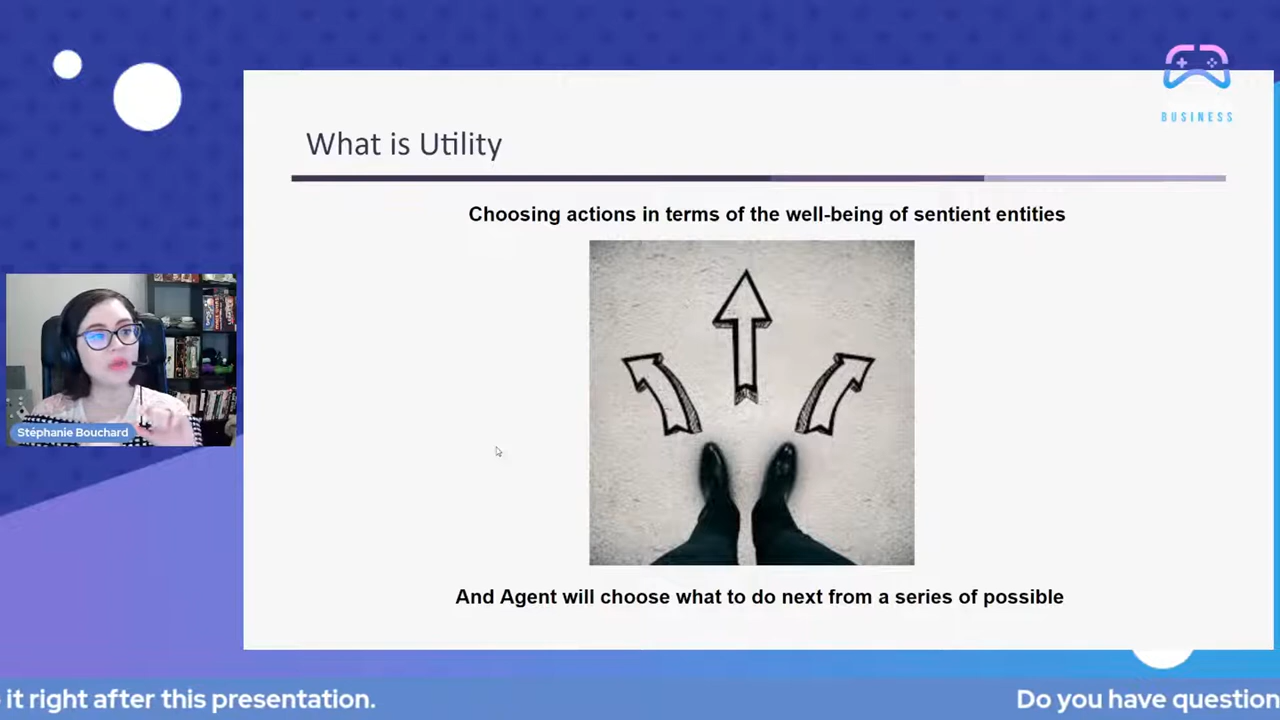 BUSINESS
What is Utility
Choosing actions in terms of the well-being of sentient entities
Stéphanie Bouchard
And Agent will choose what to do next from a series of possible
it right after this presentation.
Do you have question